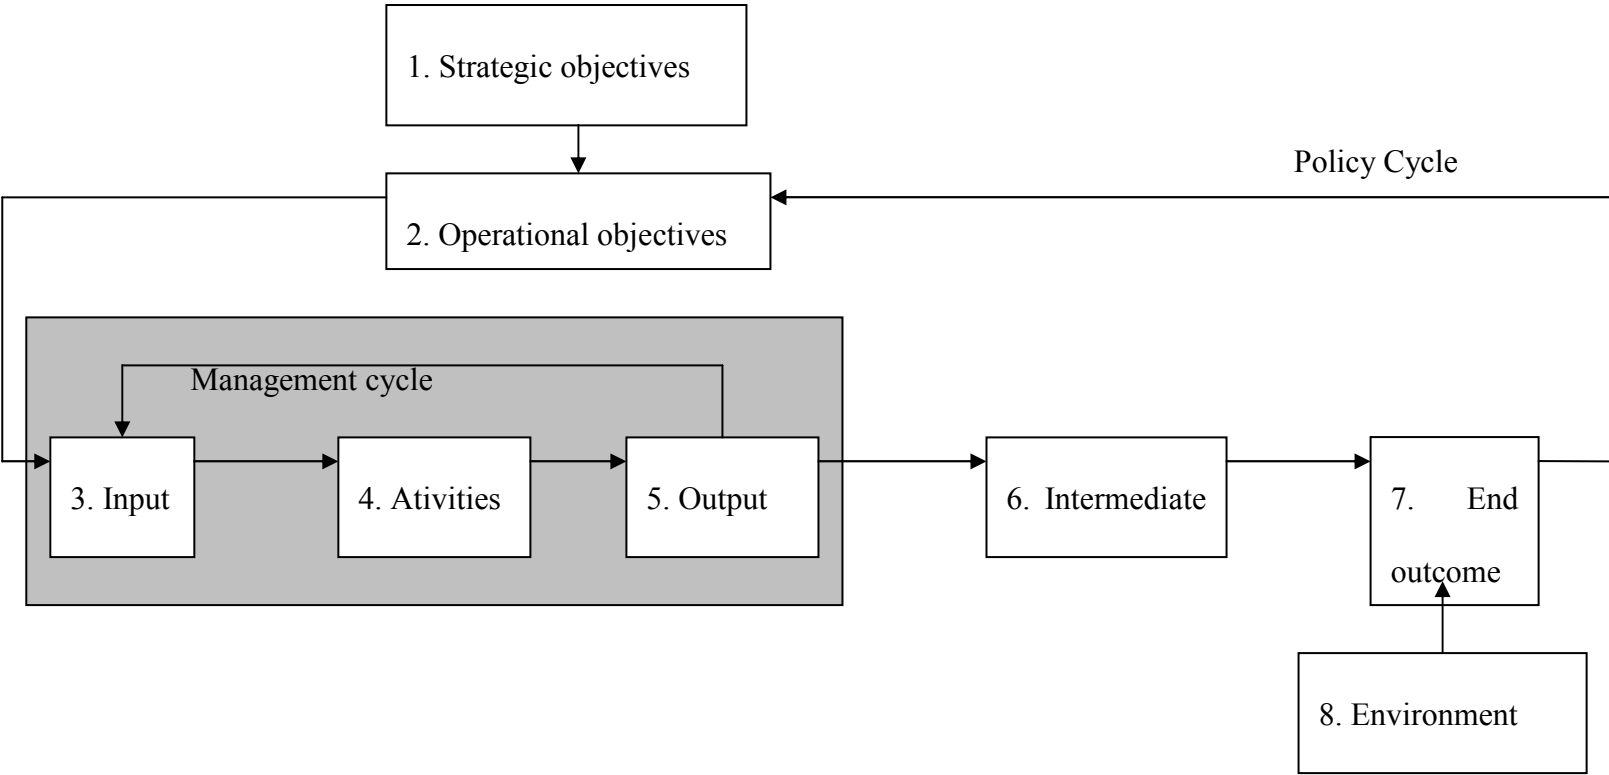 1. Strategic objectives
Policy Cycle
2. Operational objectives
Management cycle
3. Input
4. Ativities
5. Output
6. Intermediate
7. End
outcome
8. Environment